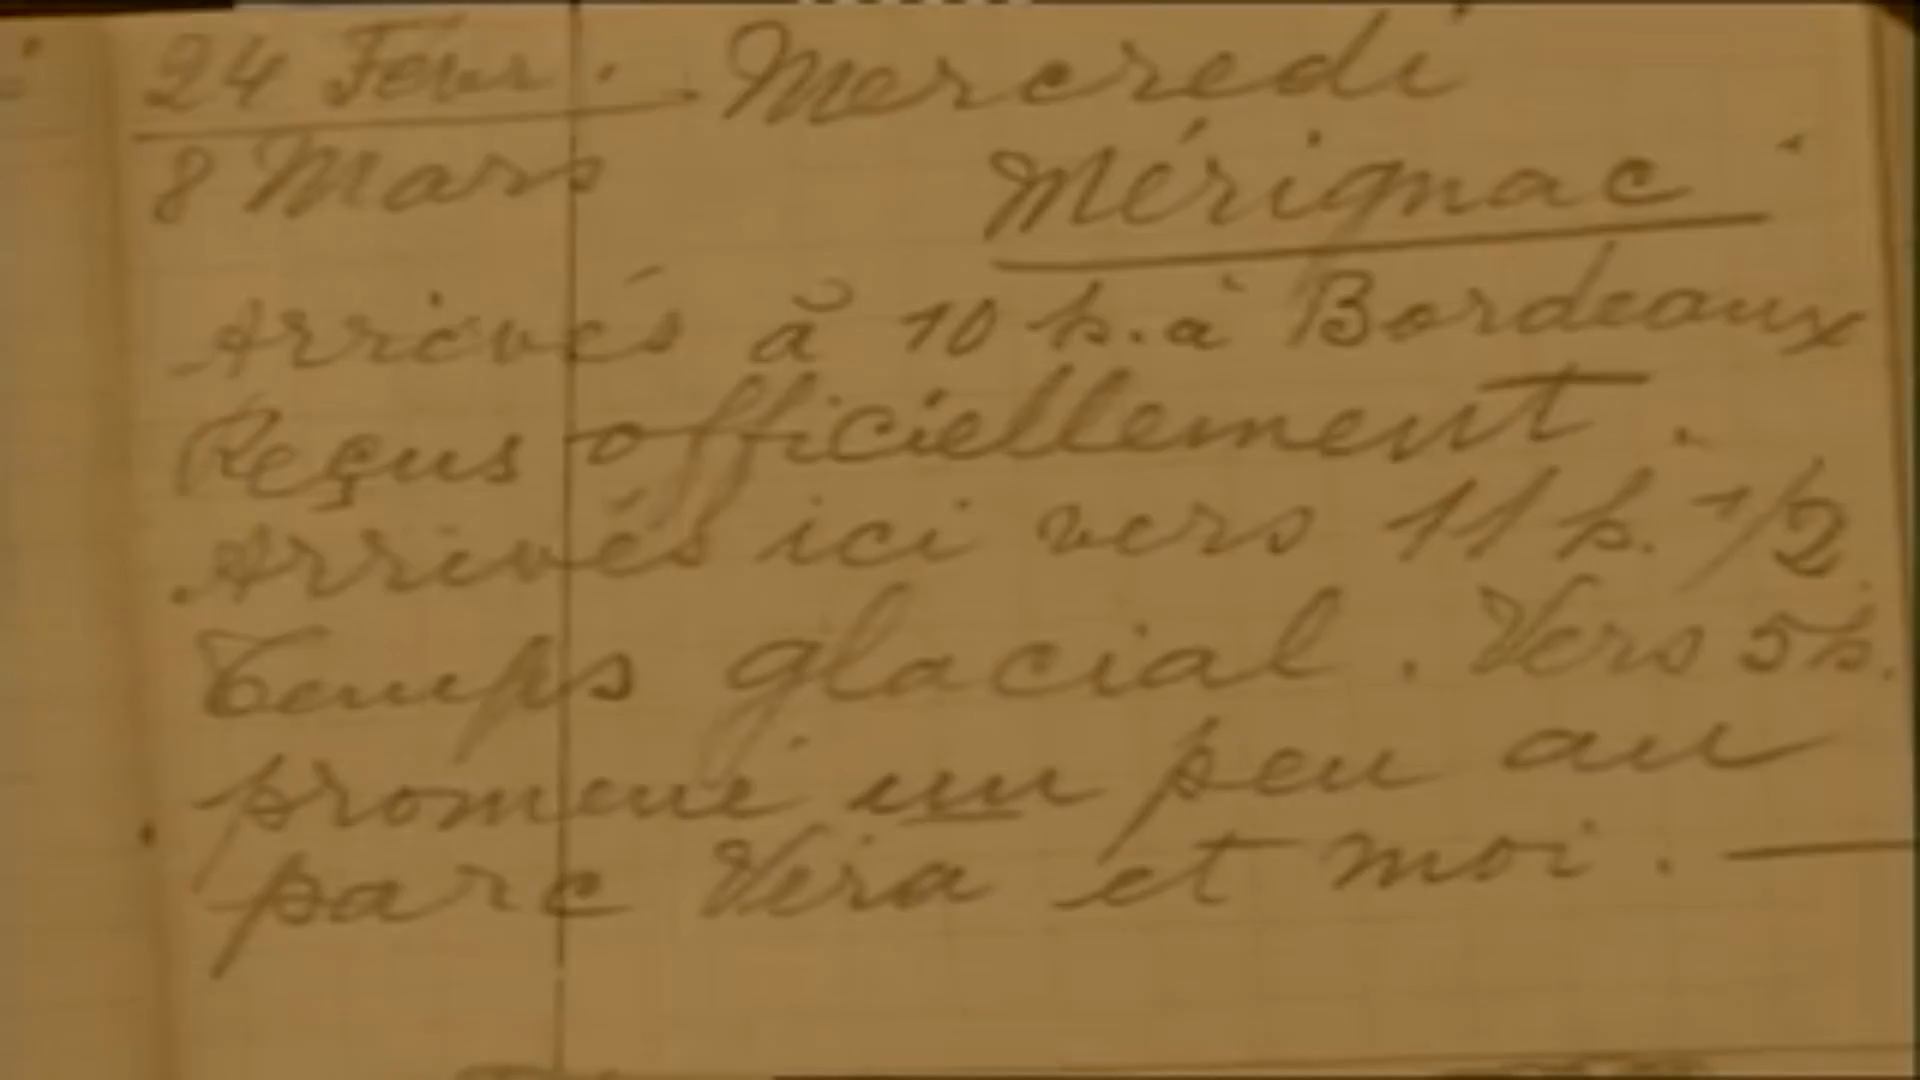 24 Fevr. Mercredi
8 Mars Mérignac
Arrivés à 10 h. à Bordeaux
Reçus officiellement.
Arrivés ici vers 11 h. 1/2
Temps glacial. Vers 5 h.
promené un peu au
parc Véra et moi. —